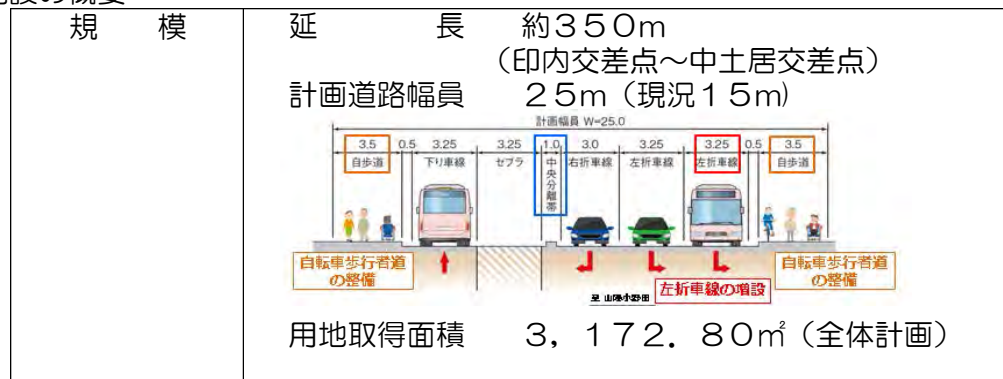 規　模
延　長　約３５０ｍ
（印内交差点～中土居交差点）
計画道路幅員　２５ｍ（現況１５ｍ）
計画幅員 W=25.0
3.5 0.5 3.25 3.25 1.0 3.0 3.25 3.25 0.5 3.5
自歩道 下り車線 ゼブラ 中央分離帯 右折車線 左折車線 左折車線 自歩道
自転車歩行者道
の整備
左折車線の増設
自転車歩行者道
の整備
至 山陽小野田
用地取得面積　３，１７２．８０㎡（全体計画）